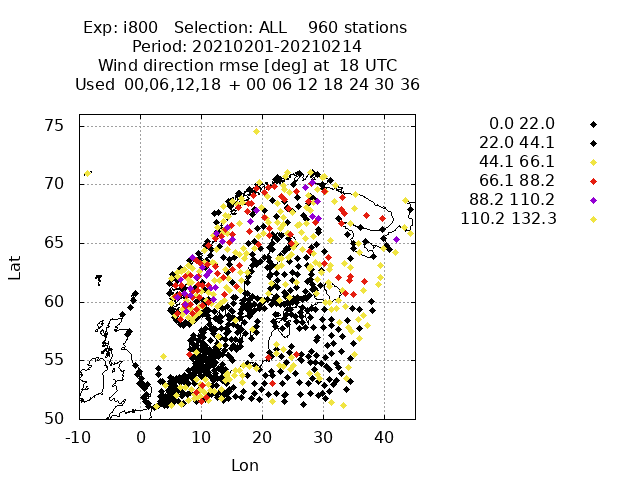 Exp: i800 Selection: ALL 960 stations
Period: 20210201-20210214
Wind direction rmse [deg] at 18 UTC
Used 00,06,12,18 + 00 06 12 18 24 30 36
0.0 22.0
22.0 44.1
44.1 66.1
66.1 88.2
88.2 110.2
110.2 132.3
75
70
65
60
55
50
Lat
-10 0 10 20 30 40
Lon